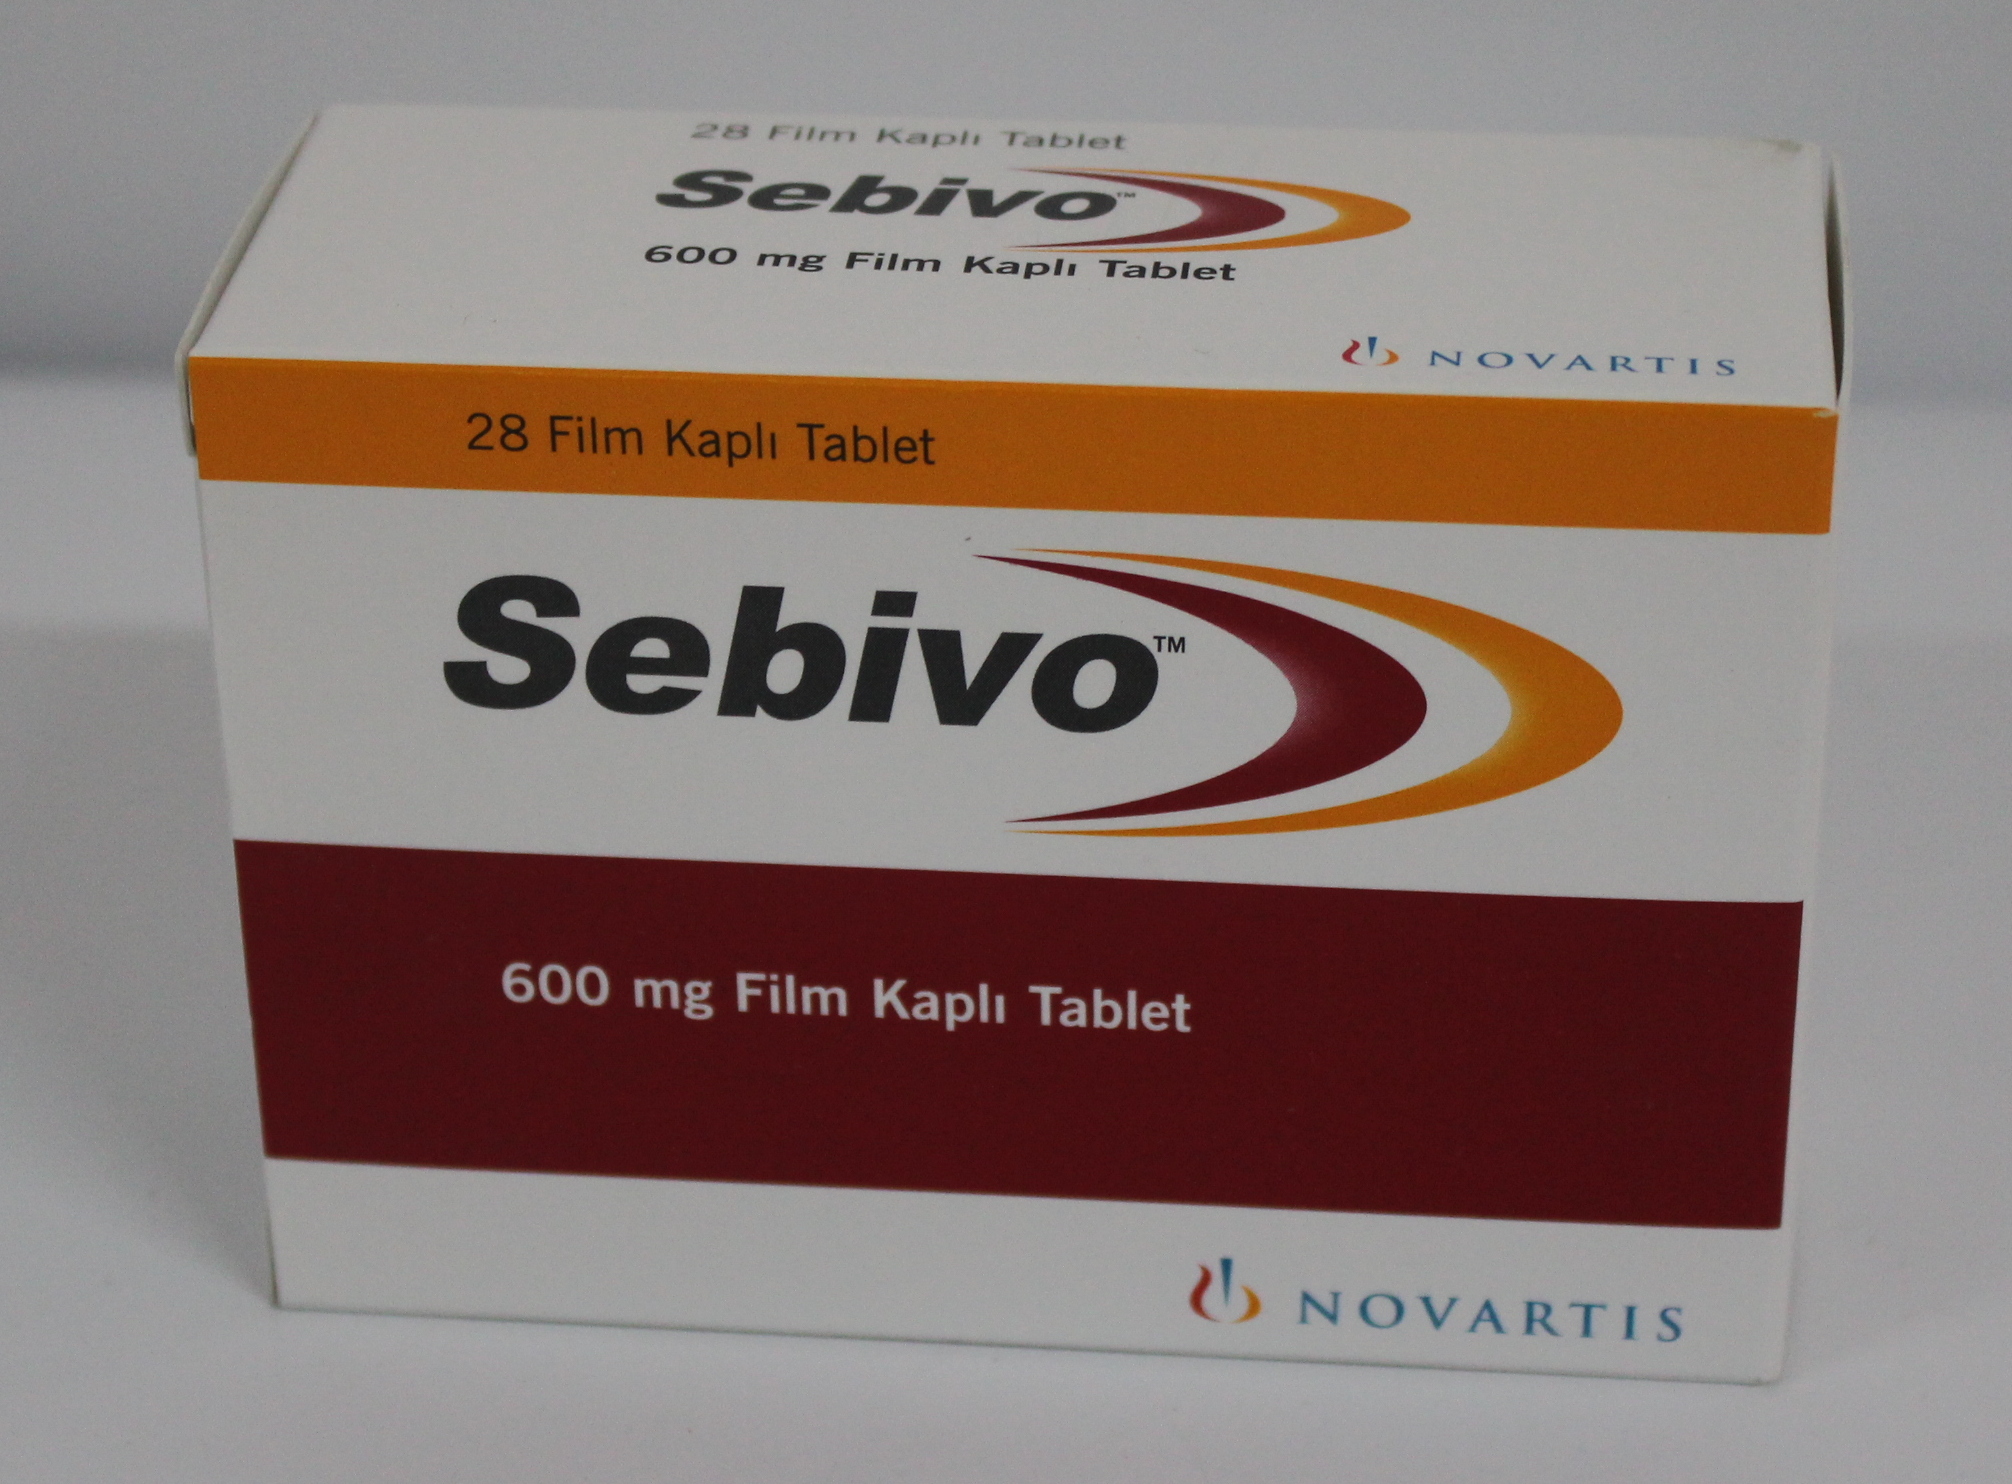 28 Film Kaplı Tablet
Sebivo™
600 mg Film Kaplı Tablet
NOVARTIS
28 Film Kaplı Tablet
Sebivo™
600 mg Film Kaplı Tablet
NOVARTIS